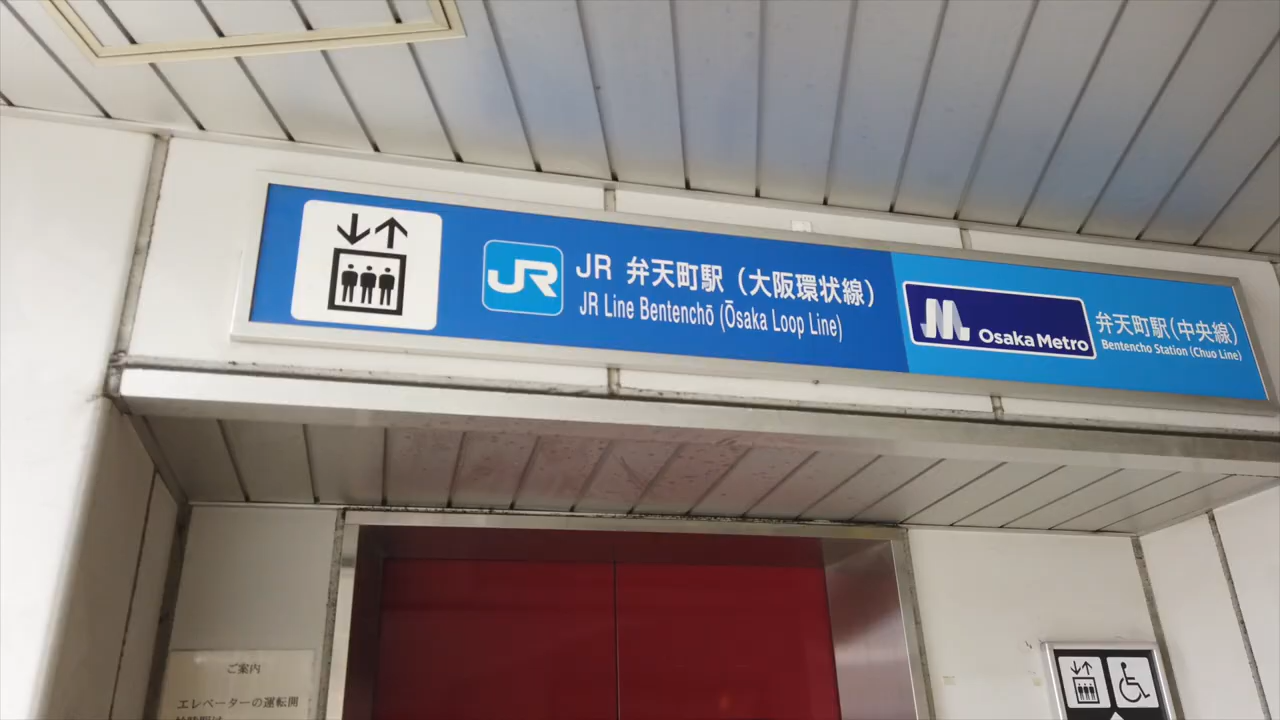 JR
JR 弁天町駅（大阪環状線）
JR Line Bentenchō (Ōsaka Loop Line)
Osaka Metro
弁天町駅（中央線）
Bentencho Station (Chuo Line)
ご案内
エレベーターの運転開